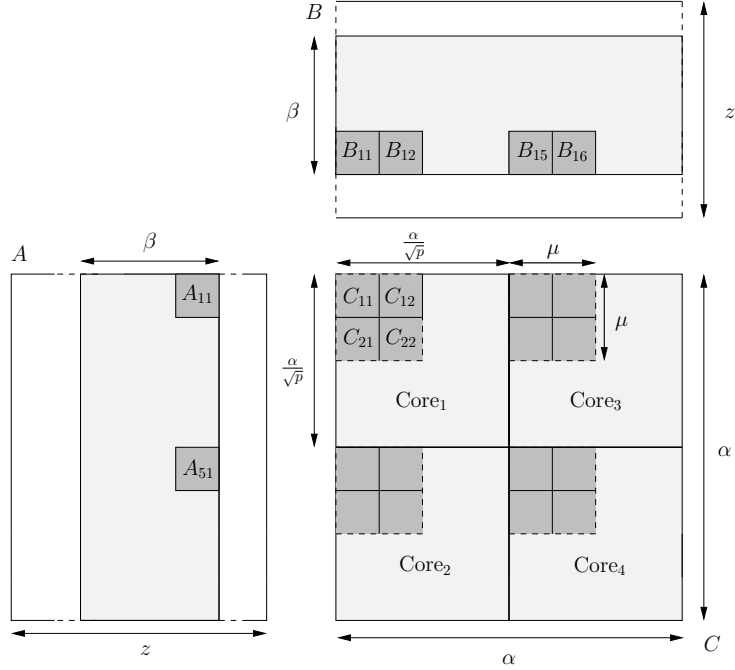 B
β
z
B₁₁ B₁₂ B₁₅ B₁₆
A
β
α/√p
μ
A₁₁
C₁₁ C₁₂
C₂₁ C₂₂
μ
α/√p
Core₁ Core₃
α
A₅₁
Core₂ Core₄
z
α
C